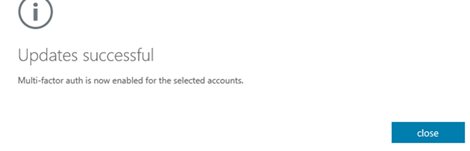 Updates successful
Multi-factor auth is now enabled for the selected accounts.
close